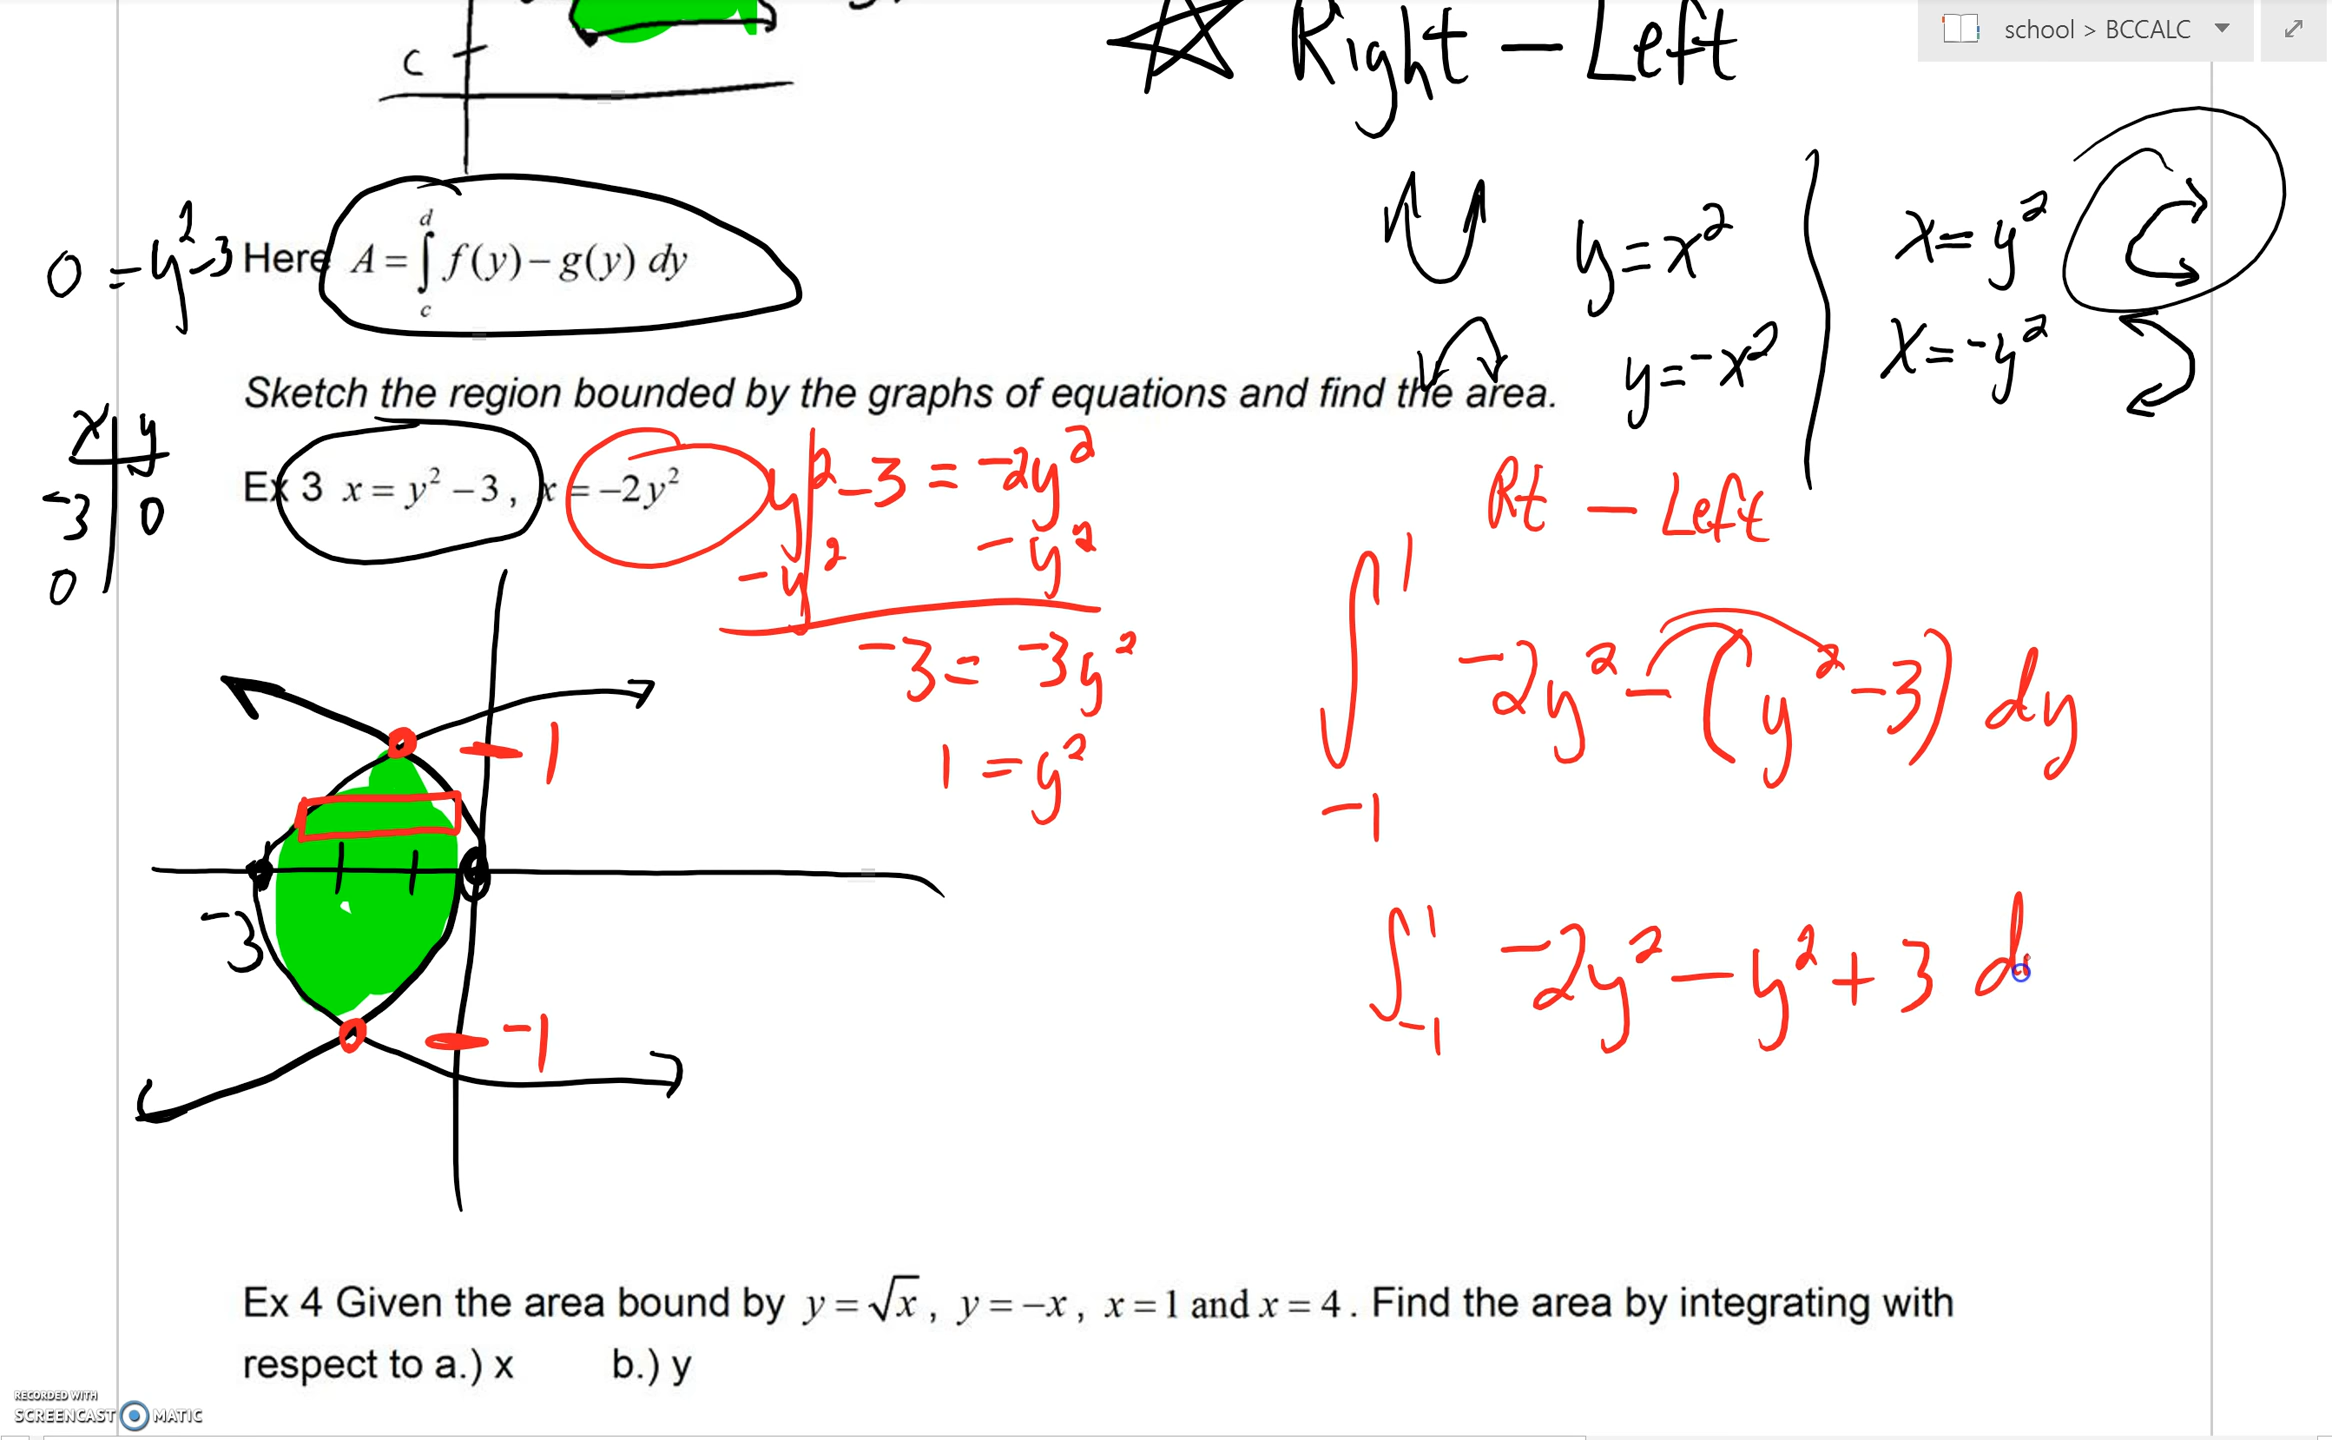 school > BCCALC
Right - Left
c
0 = y² - 3
Here A = ∫_c^d f(y) - g(y) dy
y = x²
x = y²
y = -x²
x = -y²
Sketch the region bounded by the graphs of equations and find the area.
x | y
-3 | 0
0
Ex 3 x = y² - 3, x = -2y²
y² - 3 = -2y²
-y² -y²
-3 = -3y²
1 = y²
Rt - Left
∫_{-1}^{1} -2y² - (y² - 3) dy
∫_{-1}^{1} -2y² - y² + 3 d
1
-3
-1
Ex 4 Given the area bound by y = √x, y = -x, x = 1 and x = 4. Find the area by integrating with
respect to a.) x b.) y
RECORDED WITH
SCREENCAST MATIC